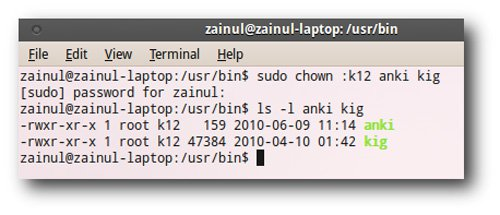 zainul@zainul-laptop: /usr/bin
File Edit View Terminal Help
zainul@zainul-laptop:/usr/bin$ sudo chown :k12 anki kig
[sudo] password for zainul:
zainul@zainul-laptop:/usr/bin$ ls -l anki kig
-rwxr-xr-x 1 root k12   159 2010-06-09 11:14 anki
-rwxr-xr-x 1 root k12 47384 2010-04-10 01:42 kig
zainul@zainul-laptop:/usr/bin$